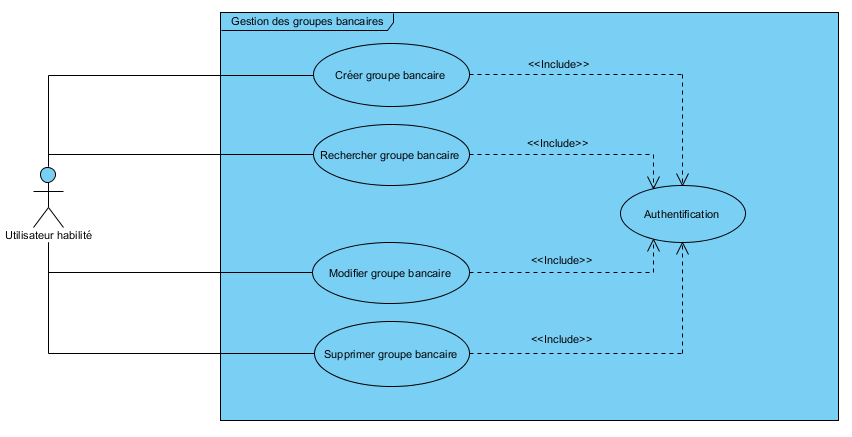 Gestion des groupes bancaires
Créer groupe bancaire
<<Include>>
Rechercher groupe bancaire
<<Include>>
Authentification
Utilisateur habilité
Modifier groupe bancaire
<<Include>>
Supprimer groupe bancaire
<<Include>>